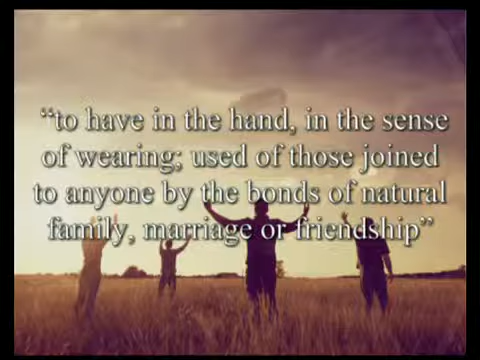 “to have in the hand, in the sense
of wearing; used of those joined
to anyone by the bonds of natural
family, marriage or friendship”